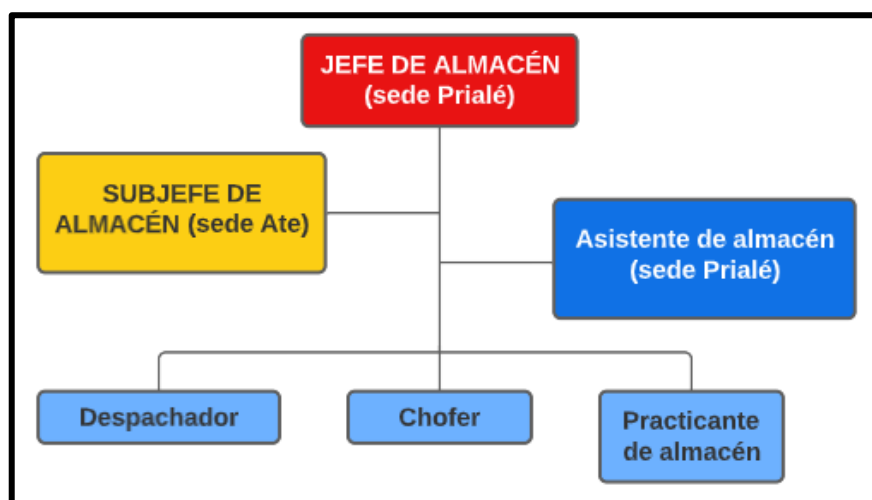 JEFE DE ALMACÉN
(sede Prialé)
SUBJEFE DE
ALMACÉN (sede Ate)
Asistente de almacén
(sede Prialé)
Despachador
Chofer
Practicante
de almacén